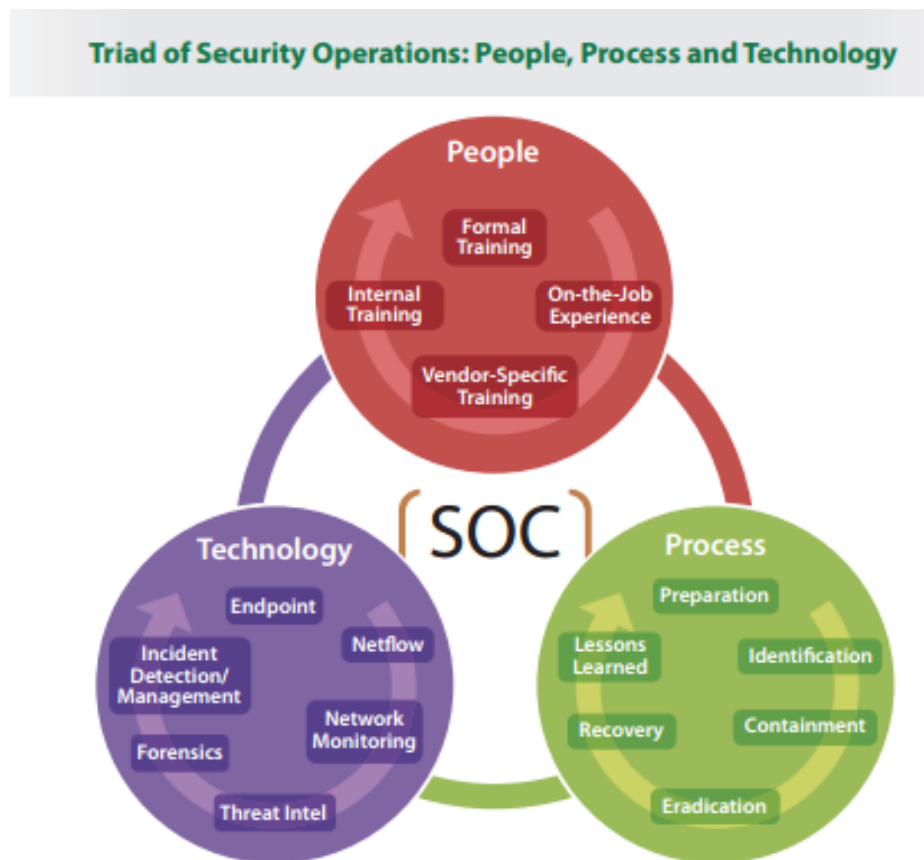 Triad of Security Operations: People, Process and Technology
People
Formal
Training
Internal
Training
On-the-Job
Experience
Vendor-Specific
Training
SOC
Technology
Endpoint
Netflow
Incident
Detection/
Management
Network
Monitoring
Forensics
Threat Intel
Process
Preparation
Lessons
Learned
Identification
Recovery
Containment
Eradication